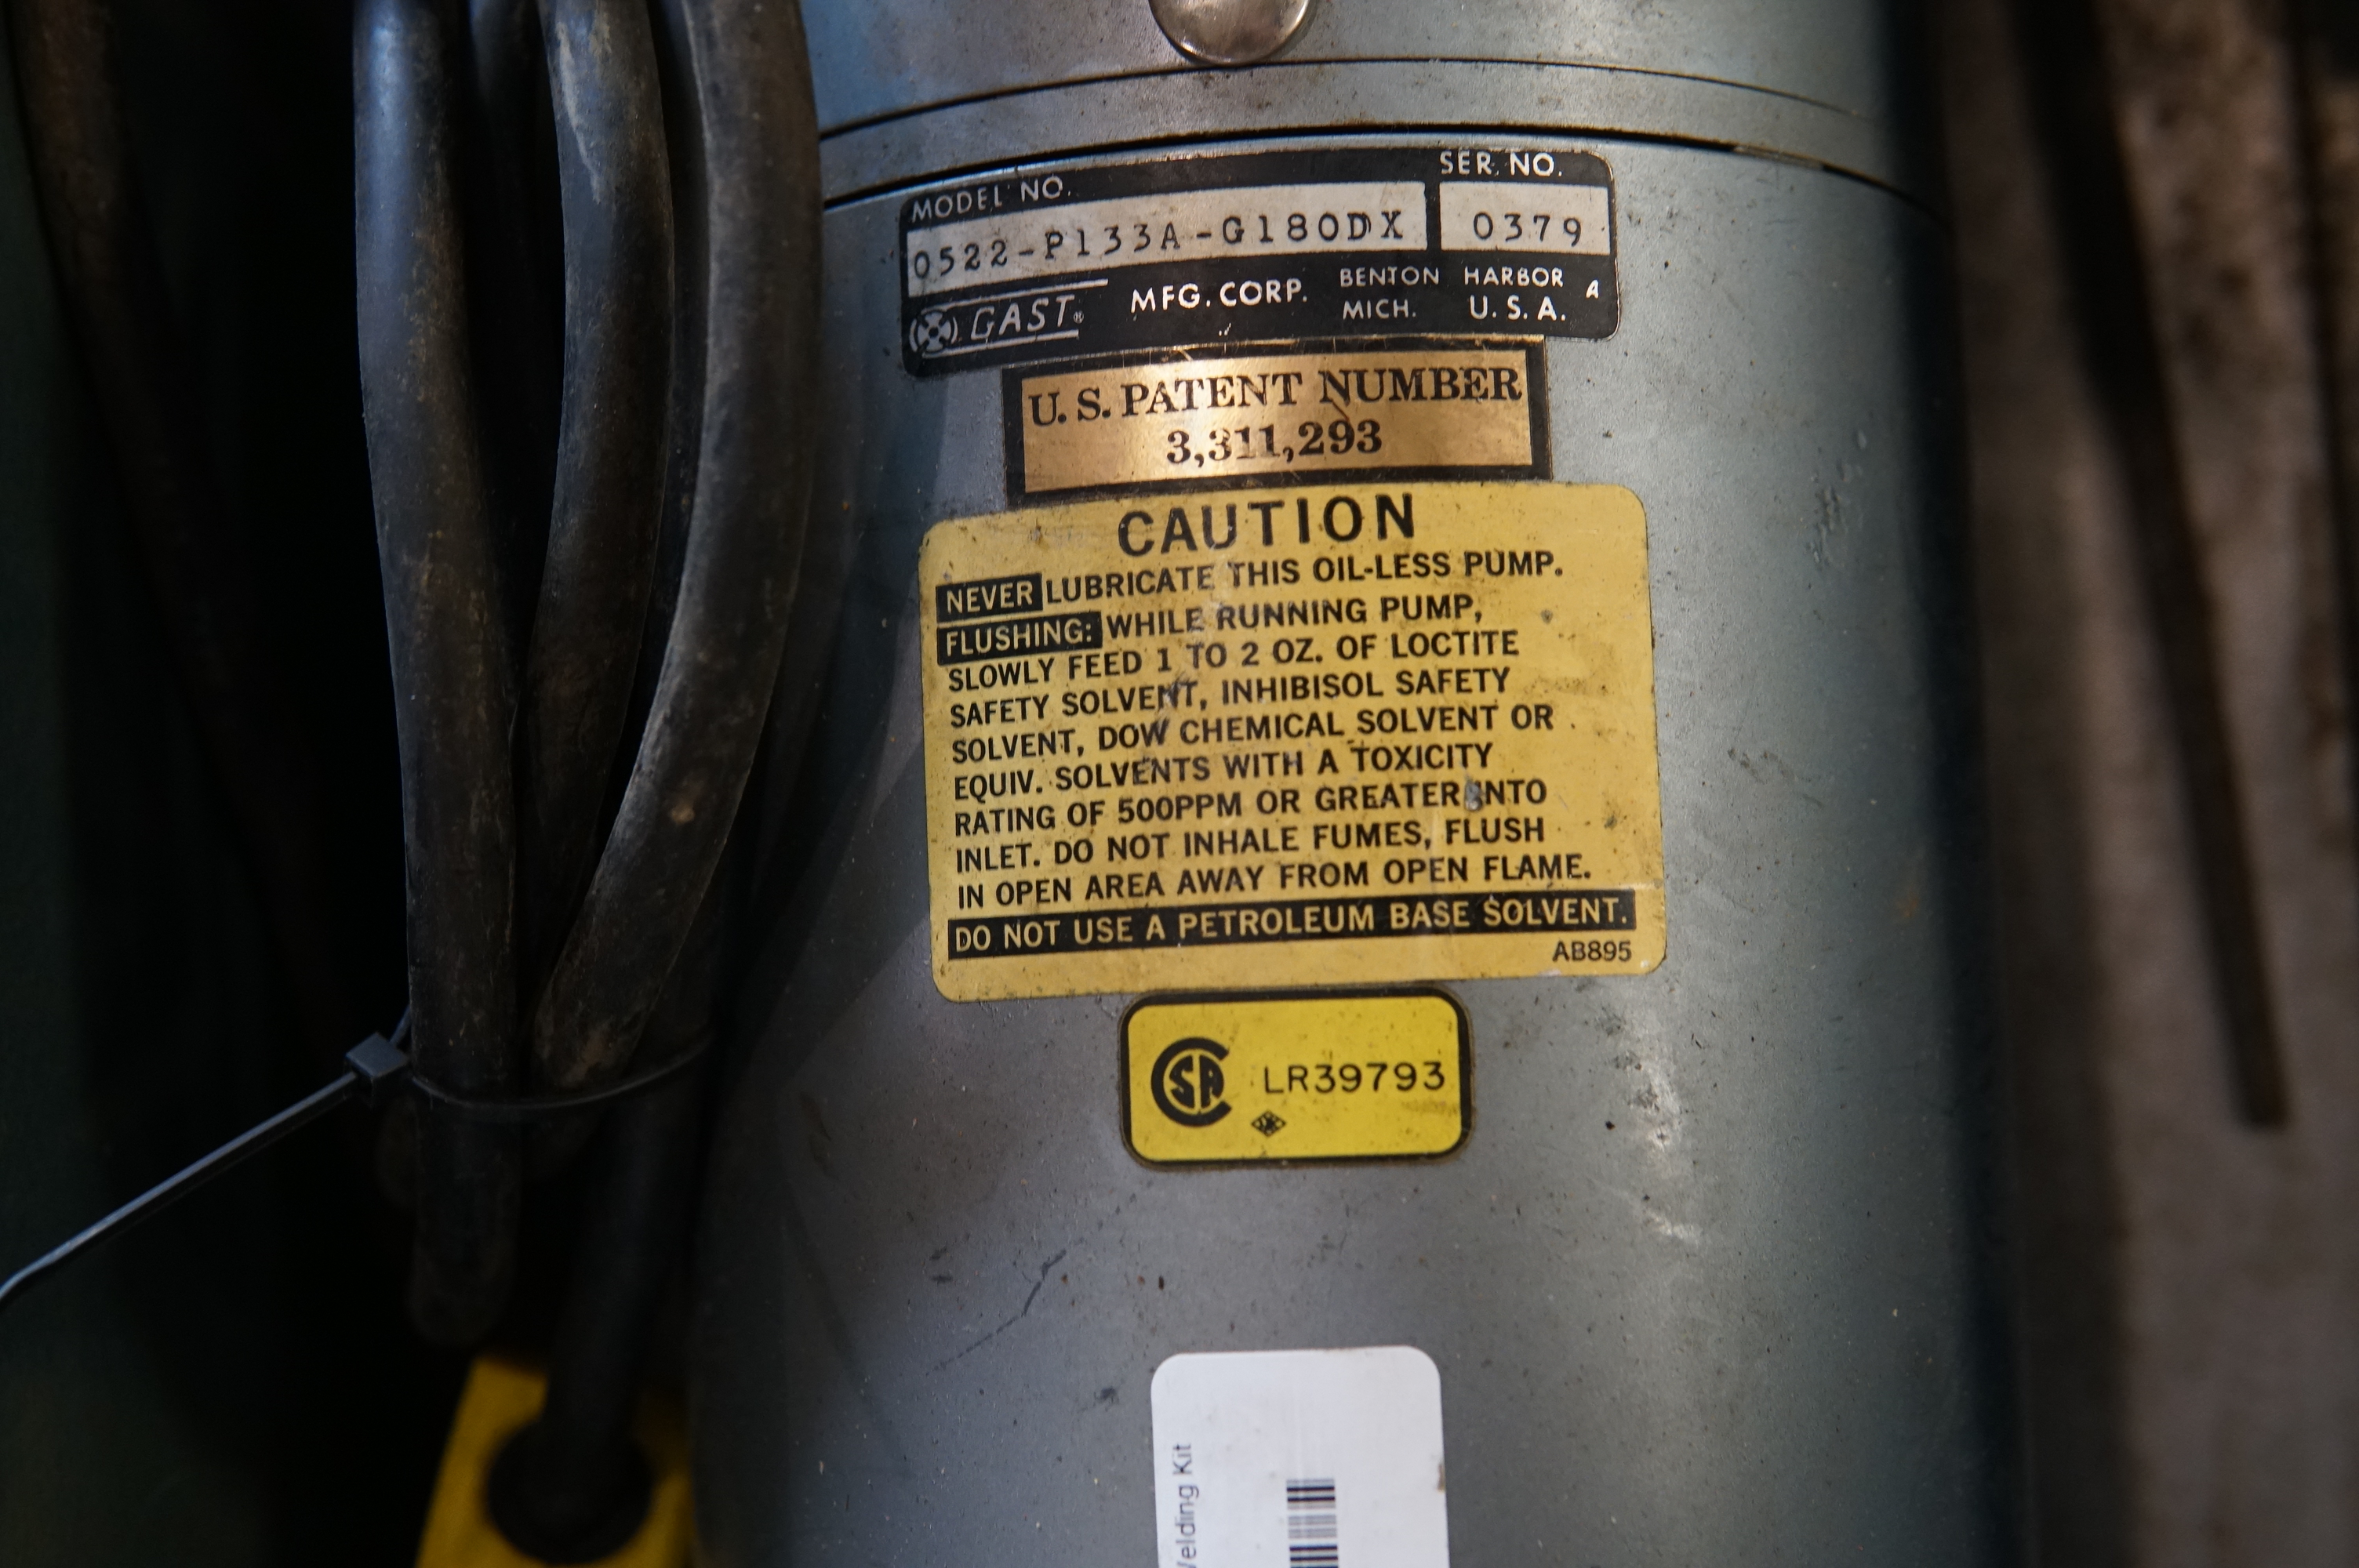 MODEL NO. SER. NO.
0522-P133A-G180DX 0379
GAST® MFG. CORP. BENTON HARBOR A
MICH. U.S.A.
U. S. PATENT NUMBER
3,311,293
CAUTION
NEVER LUBRICATE THIS OIL-LESS PUMP.
FLUSHING: WHILE RUNNING PUMP,
SLOWLY FEED 1 TO 2 OZ. OF LOCTITE
SAFETY SOLVENT, INHIBISOL SAFETY
SOLVENT, DOW CHEMICAL SOLVENT OR
EQUIV. SOLVENTS WITH A TOXICITY
RATING OF 500PPM OR GREATER INTO
INLET. DO NOT INHALE FUMES, FLUSH
IN OPEN AREA AWAY FROM OPEN FLAME.
DO NOT USE A PETROLEUM BASE SOLVENT.
AB895
CSA LR39793
Welding Kit